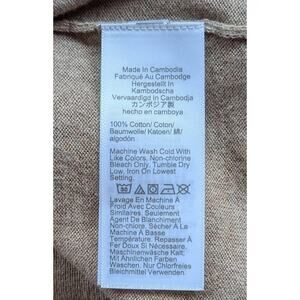 Made In Cambodia
Fabriqué Au Cambodge
Hergestellt In
Kambodscha
Vervaardigd in Cambodja
カンボジア製
hecho en camboya
100% Cotton/ Coton/
Baumwolle/ Katoen/ 綿/
algodón
Machine Wash Cold With
Like Colors. Non-chlorine
Bleach Only, Tumble Dry
Low, Iron On Lowest
Setting.
Lavage En Machine À
Froid Avec Couleurs
Similaires, Seulement
Agent De Blanchiment
Non-chlore. Sécher À La
Machine À Basse
Température. Repasser À
Fer Doux Si Nécessaire.
Maschinenwäsche Kalt;
Mit Ähnlichen Farben
Waschen. Nur Chlorfreies
Bleichmittel Verwenden.